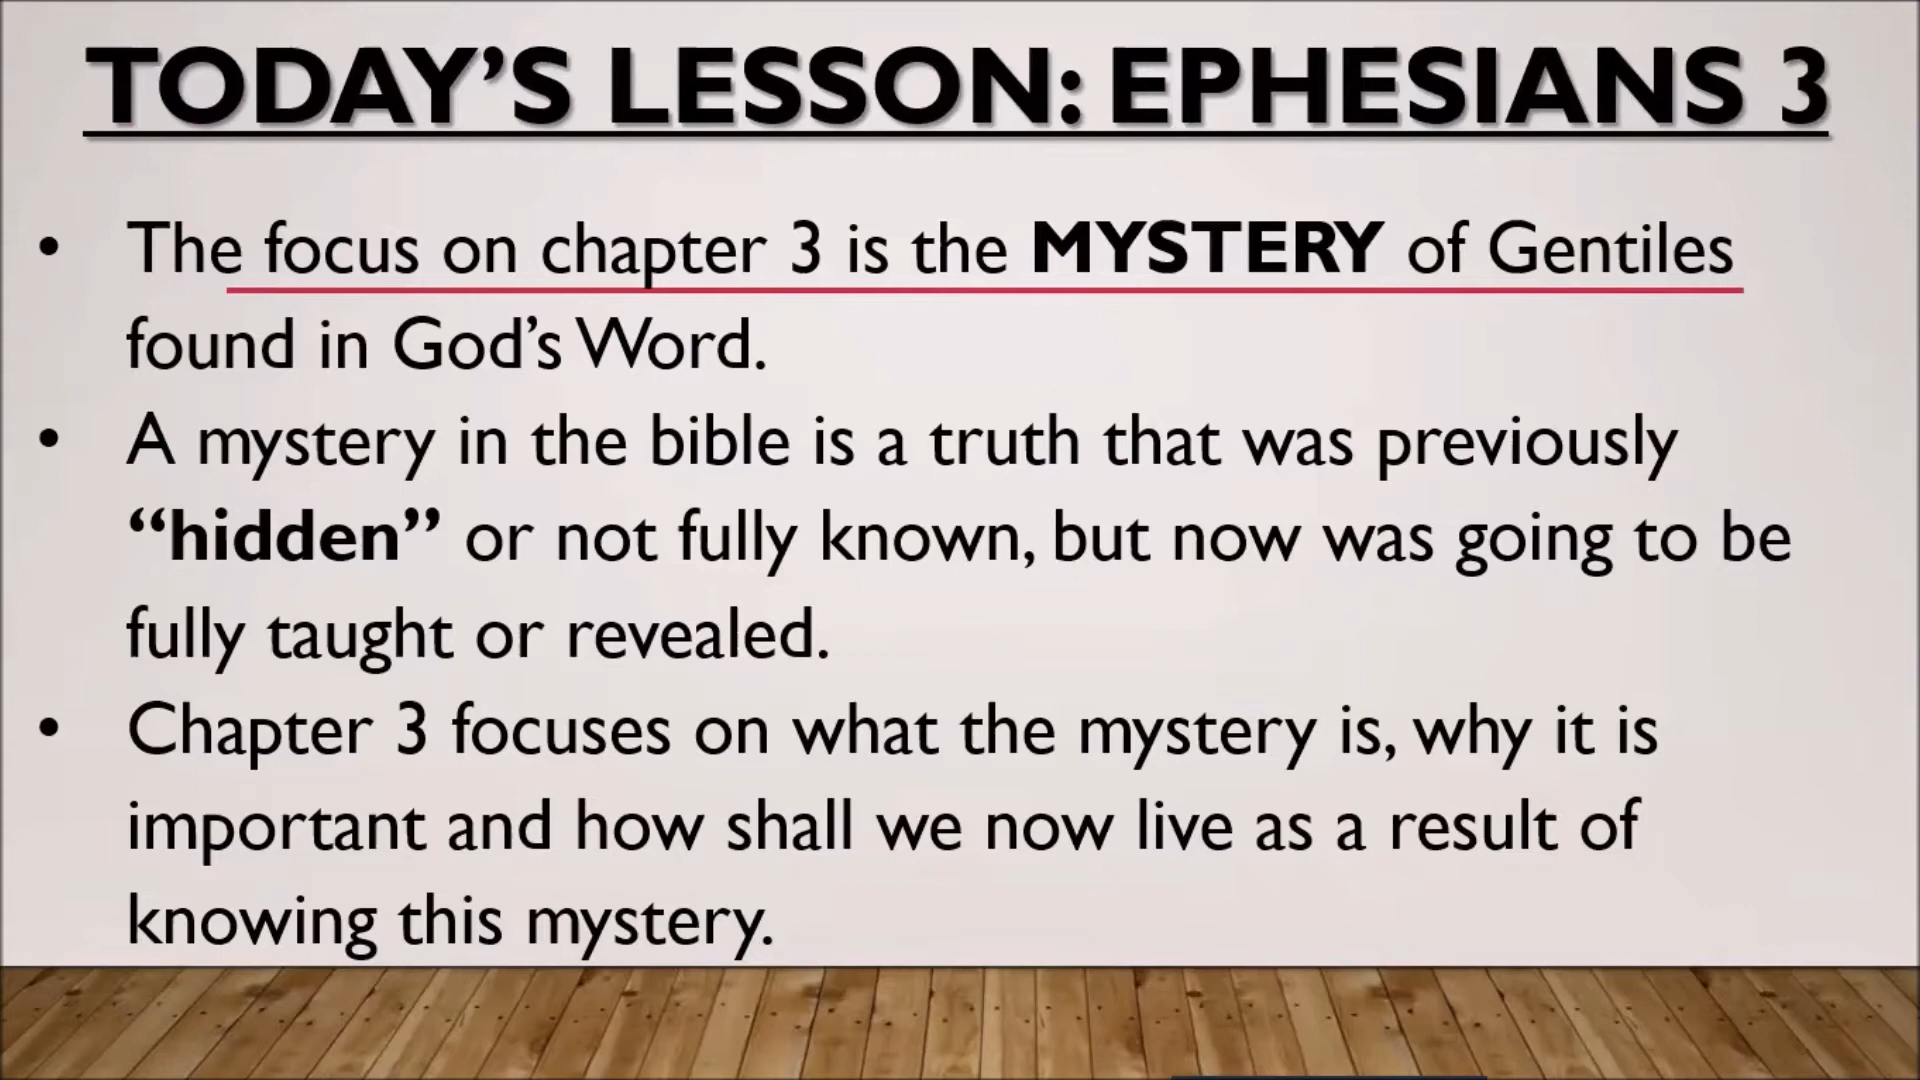 TODAY’S LESSON: EPHESIANS 3
• The focus on chapter 3 is the MYSTERY of Gentiles
found in God’s Word.
• A mystery in the bible is a truth that was previously
“hidden” or not fully known, but now was going to be
fully taught or revealed.
• Chapter 3 focuses on what the mystery is, why it is
important and how shall we now live as a result of
knowing this mystery.